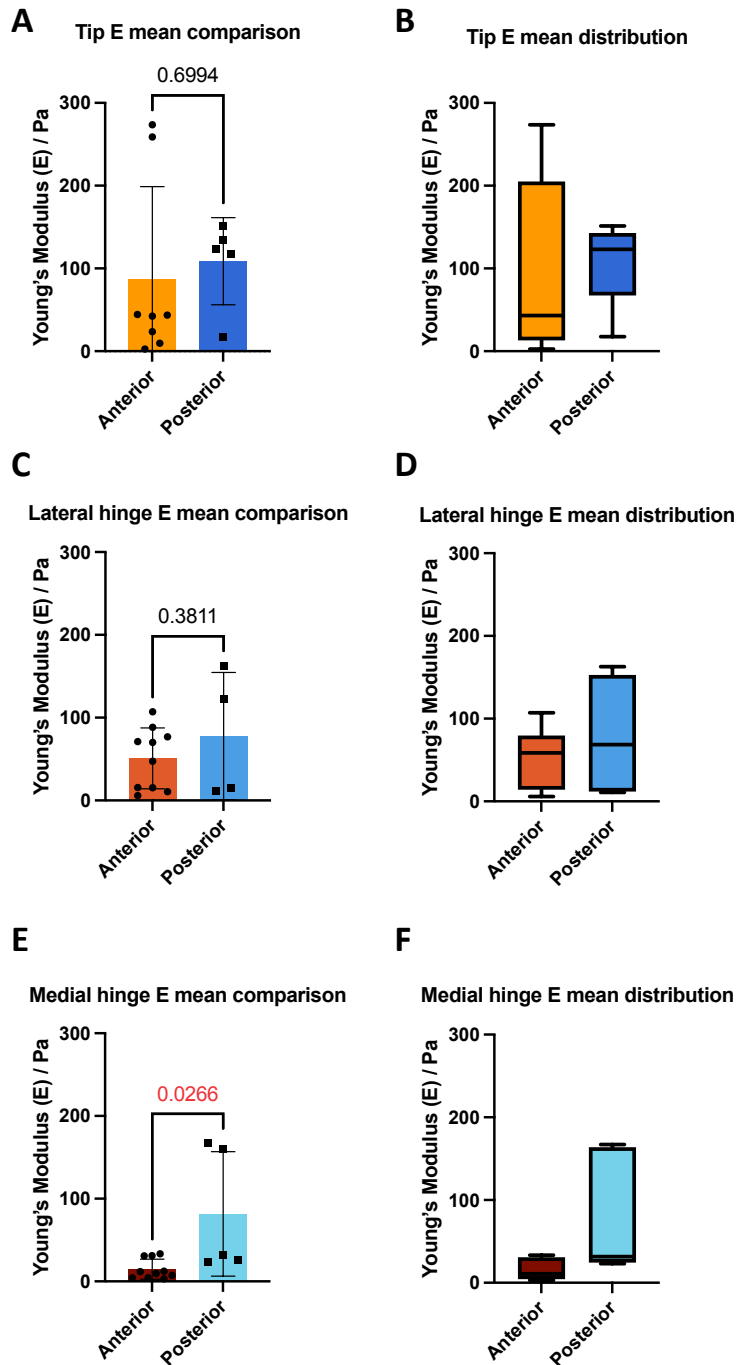 A
Tip E mean comparison
0.6994
300
200
100
0
Young's Modulus (E) / Pa
Anterior
Posterior
B
Tip E mean distribution
300
200
100
0
Young's Modulus (E) / Pa
Anterior
Posterior
C
Lateral hinge E mean comparison
0.3811
300
200
100
0
Young's Modulus (E) / Pa
Anterior
Posterior
D
Lateral hinge E mean distribution
300
200
100
0
Young's Modulus (E) / Pa
Anterior
Posterior
E
Medial hinge E mean comparison
0.0266
300
200
100
0
Young's Modulus (E) / Pa
Anterior
Posterior
F
Medial hinge E mean distribution
300
200
100
0
Young's Modulus (E) / Pa
Anterior
Posterior